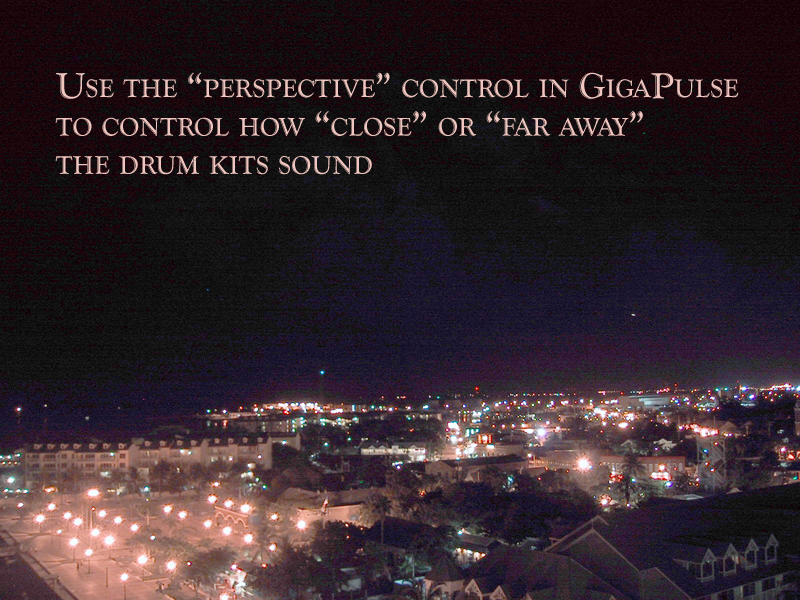 Use the “perspective” control in GigaPulse
to control how “close” or “far away”
the drum kits sound